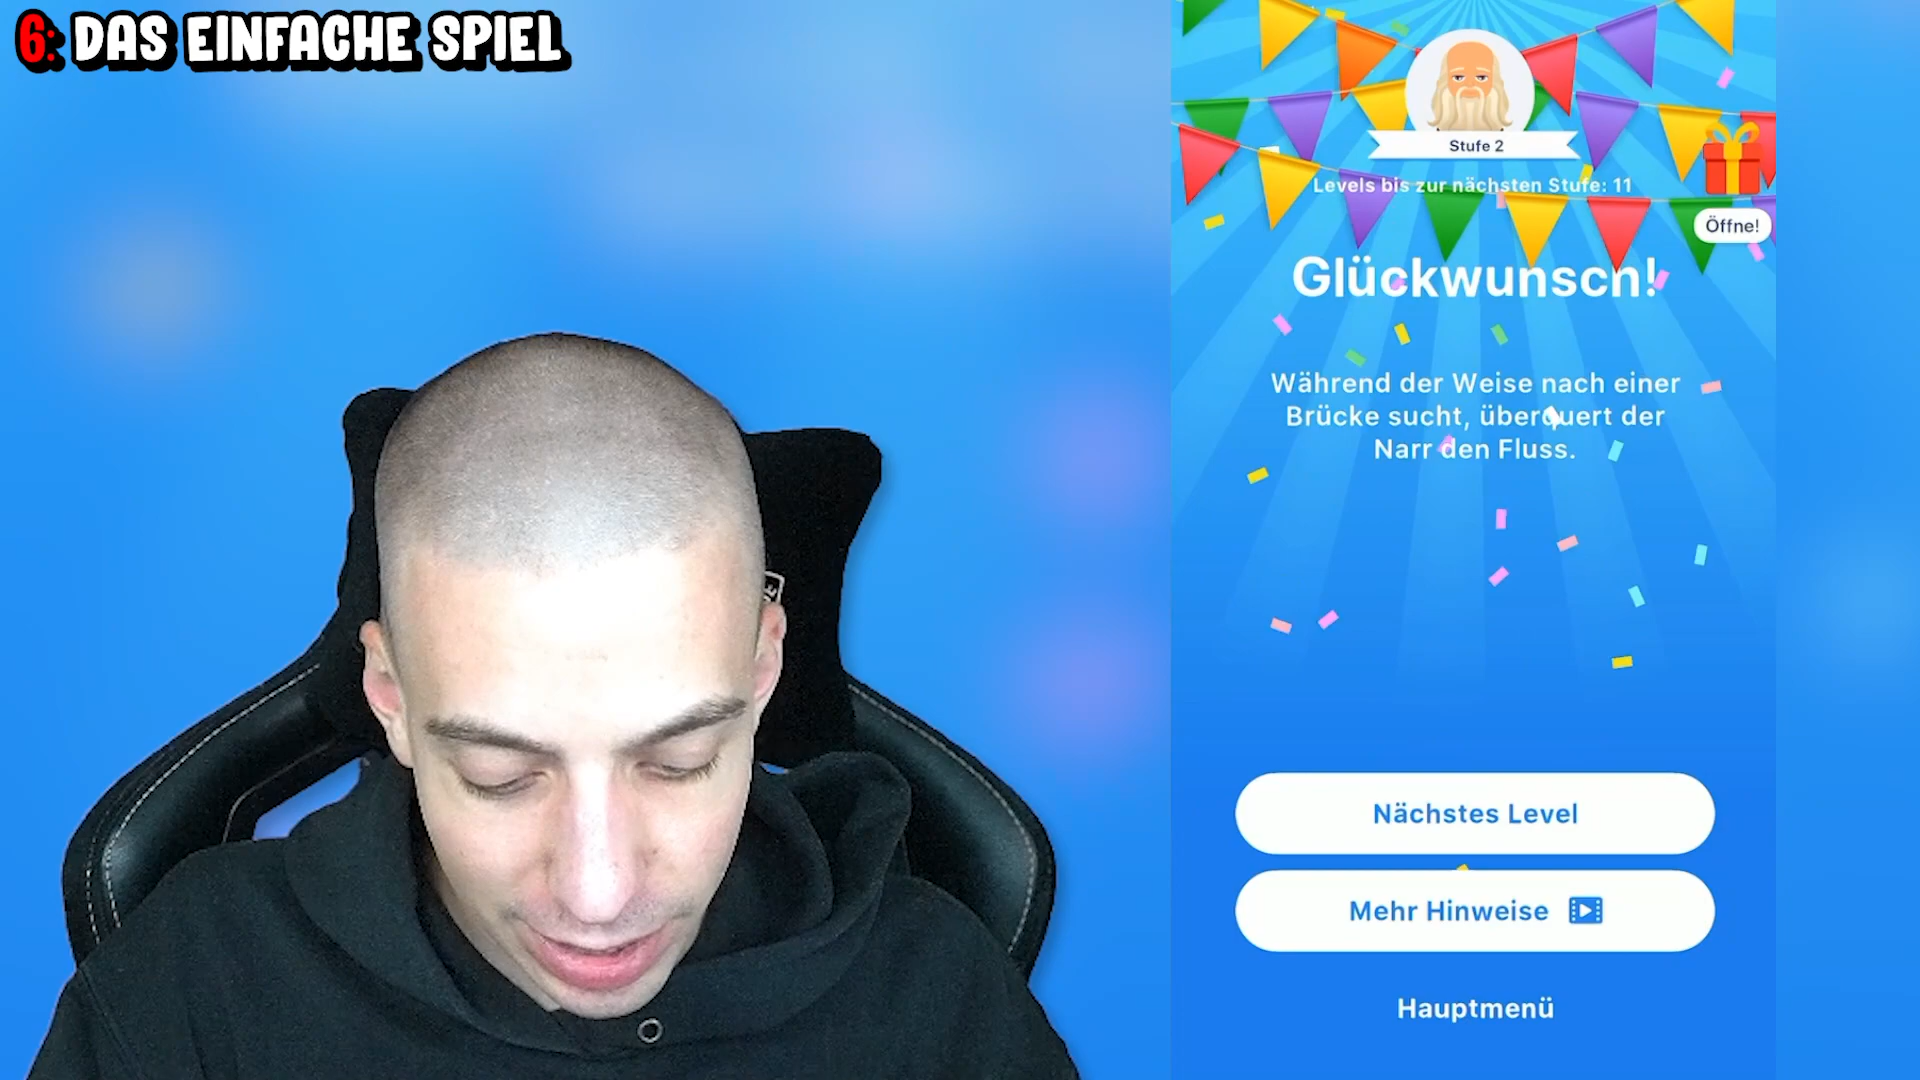 6: DAS EINFACHE SPIEL
Stufe 2
Levels bis zur nächsten Stufe: 11
Öffne!
Glückwunsch!
Während der Weise nach einer
Brücke sucht, überquert der
Narr den Fluss.
Nächstes Level
Mehr Hinweise
Hauptmenü